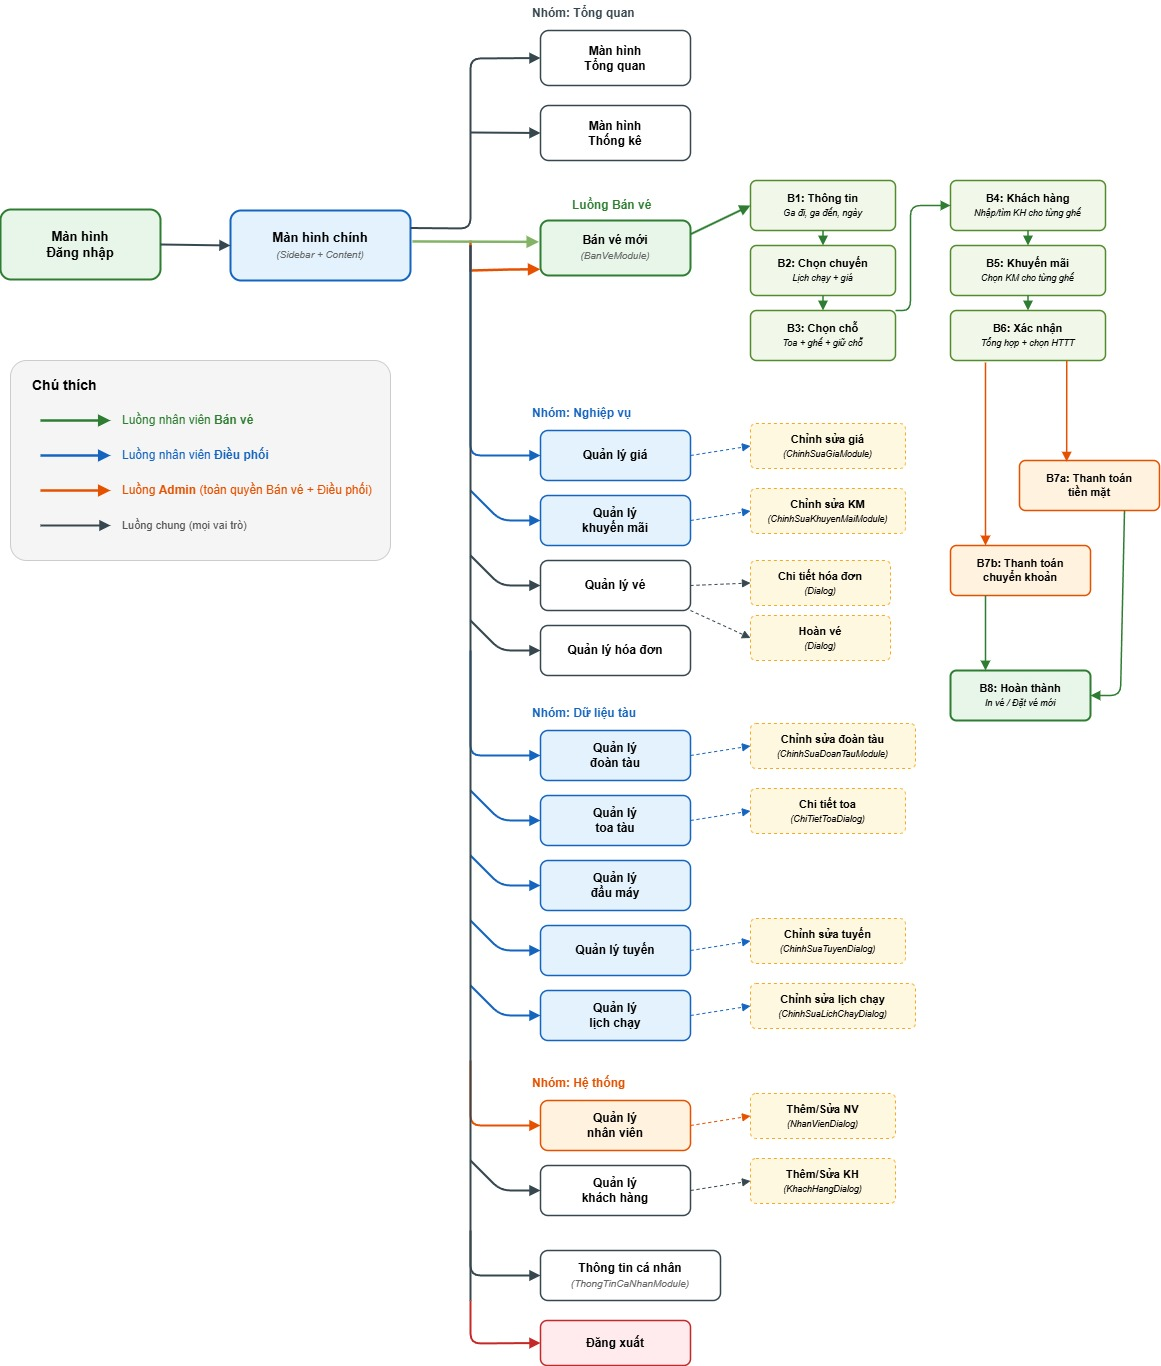 Nhóm: Tổng quan
Màn hình
Tổng quan
Màn hình
Thống kê
Màn hình
Đăng nhập
Màn hình chính
(Sidebar + Content)
Luồng Bán vé
Bán vé mới
(BanVeModule)
B1: Thông tin
Ga đi, ga đến, ngày
B2: Chọn chuyến
Lịch chạy + giá
B3: Chọn chỗ
Toa + ghế + giữ chỗ
B4: Khách hàng
Nhập/tìm KH cho từng ghế
B5: Khuyến mãi
Chọn KM cho từng ghế
B6: Xác nhận
Tổng hợp + chọn HTTT
B7a: Thanh toán
tiền mặt
B7b: Thanh toán
chuyển khoản
B8: Hoàn thành
In vé / Đặt vé mới
Chú thích
Luồng nhân viên Bán vé
Luồng nhân viên Điều phối
Luồng Admin (toàn quyền Bán vé + Điều phối)
Luồng chung (mọi vai trò)
Nhóm: Nghiệp vụ
Quản lý giá
Chỉnh sửa giá
(ChinhSuaGiaModule)
Quản lý
khuyến mãi
Chỉnh sửa KM
(ChinhSuaKhuyenMaiModule)
Quản lý vé
Chi tiết hóa đơn
(Dialog)
Hoàn vé
(Dialog)
Quản lý hóa đơn
Nhóm: Dữ liệu tàu
Quản lý
đoàn tàu
Chỉnh sửa đoàn tàu
(ChinhSuaDoanTauModule)
Quản lý
toa tàu
Chi tiết toa
(ChiTietToaDialog)
Quản lý
đầu máy
Quản lý tuyến
Chỉnh sửa tuyến
(ChinhSuaTuyenDialog)
Quản lý
lịch chạy
Chỉnh sửa lịch chạy
(ChinhSuaLichChayDialog)
Nhóm: Hệ thống
Quản lý
nhân viên
Thêm/Sửa NV
(NhanVienDialog)
Quản lý
khách hàng
Thêm/Sửa KH
(KhachHangDialog)
Thông tin cá nhân
(ThongTinCaNhanModule)
Đăng xuất